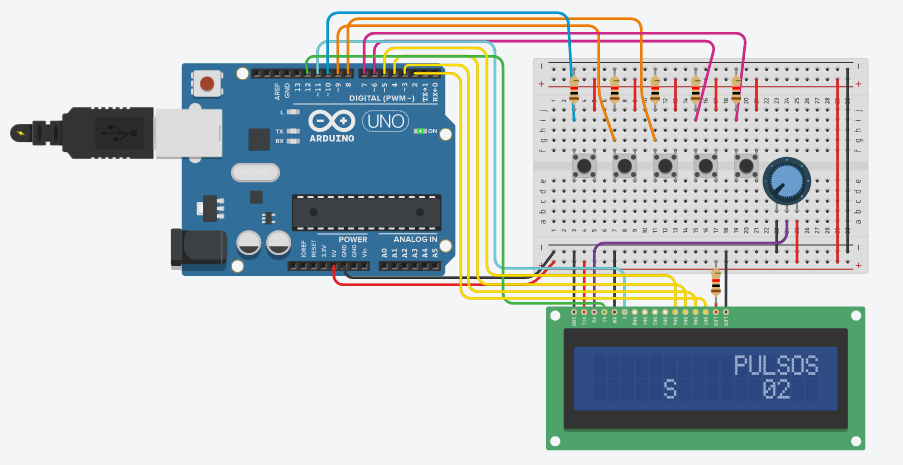 AREF
GND
13
12
~11
~10
~9
8
7
~6
~5
4
~3
2
TX→1
RX←0
DIGITAL (PWM~)
L
TX
RX
UNO
ARDUINO
ON
POWER
ANALOG IN
IOREF
RESET
3.3V
5V
GND
GND
Vin
A0
A1
A2
A3
A4
A5
PULSOS
S 02